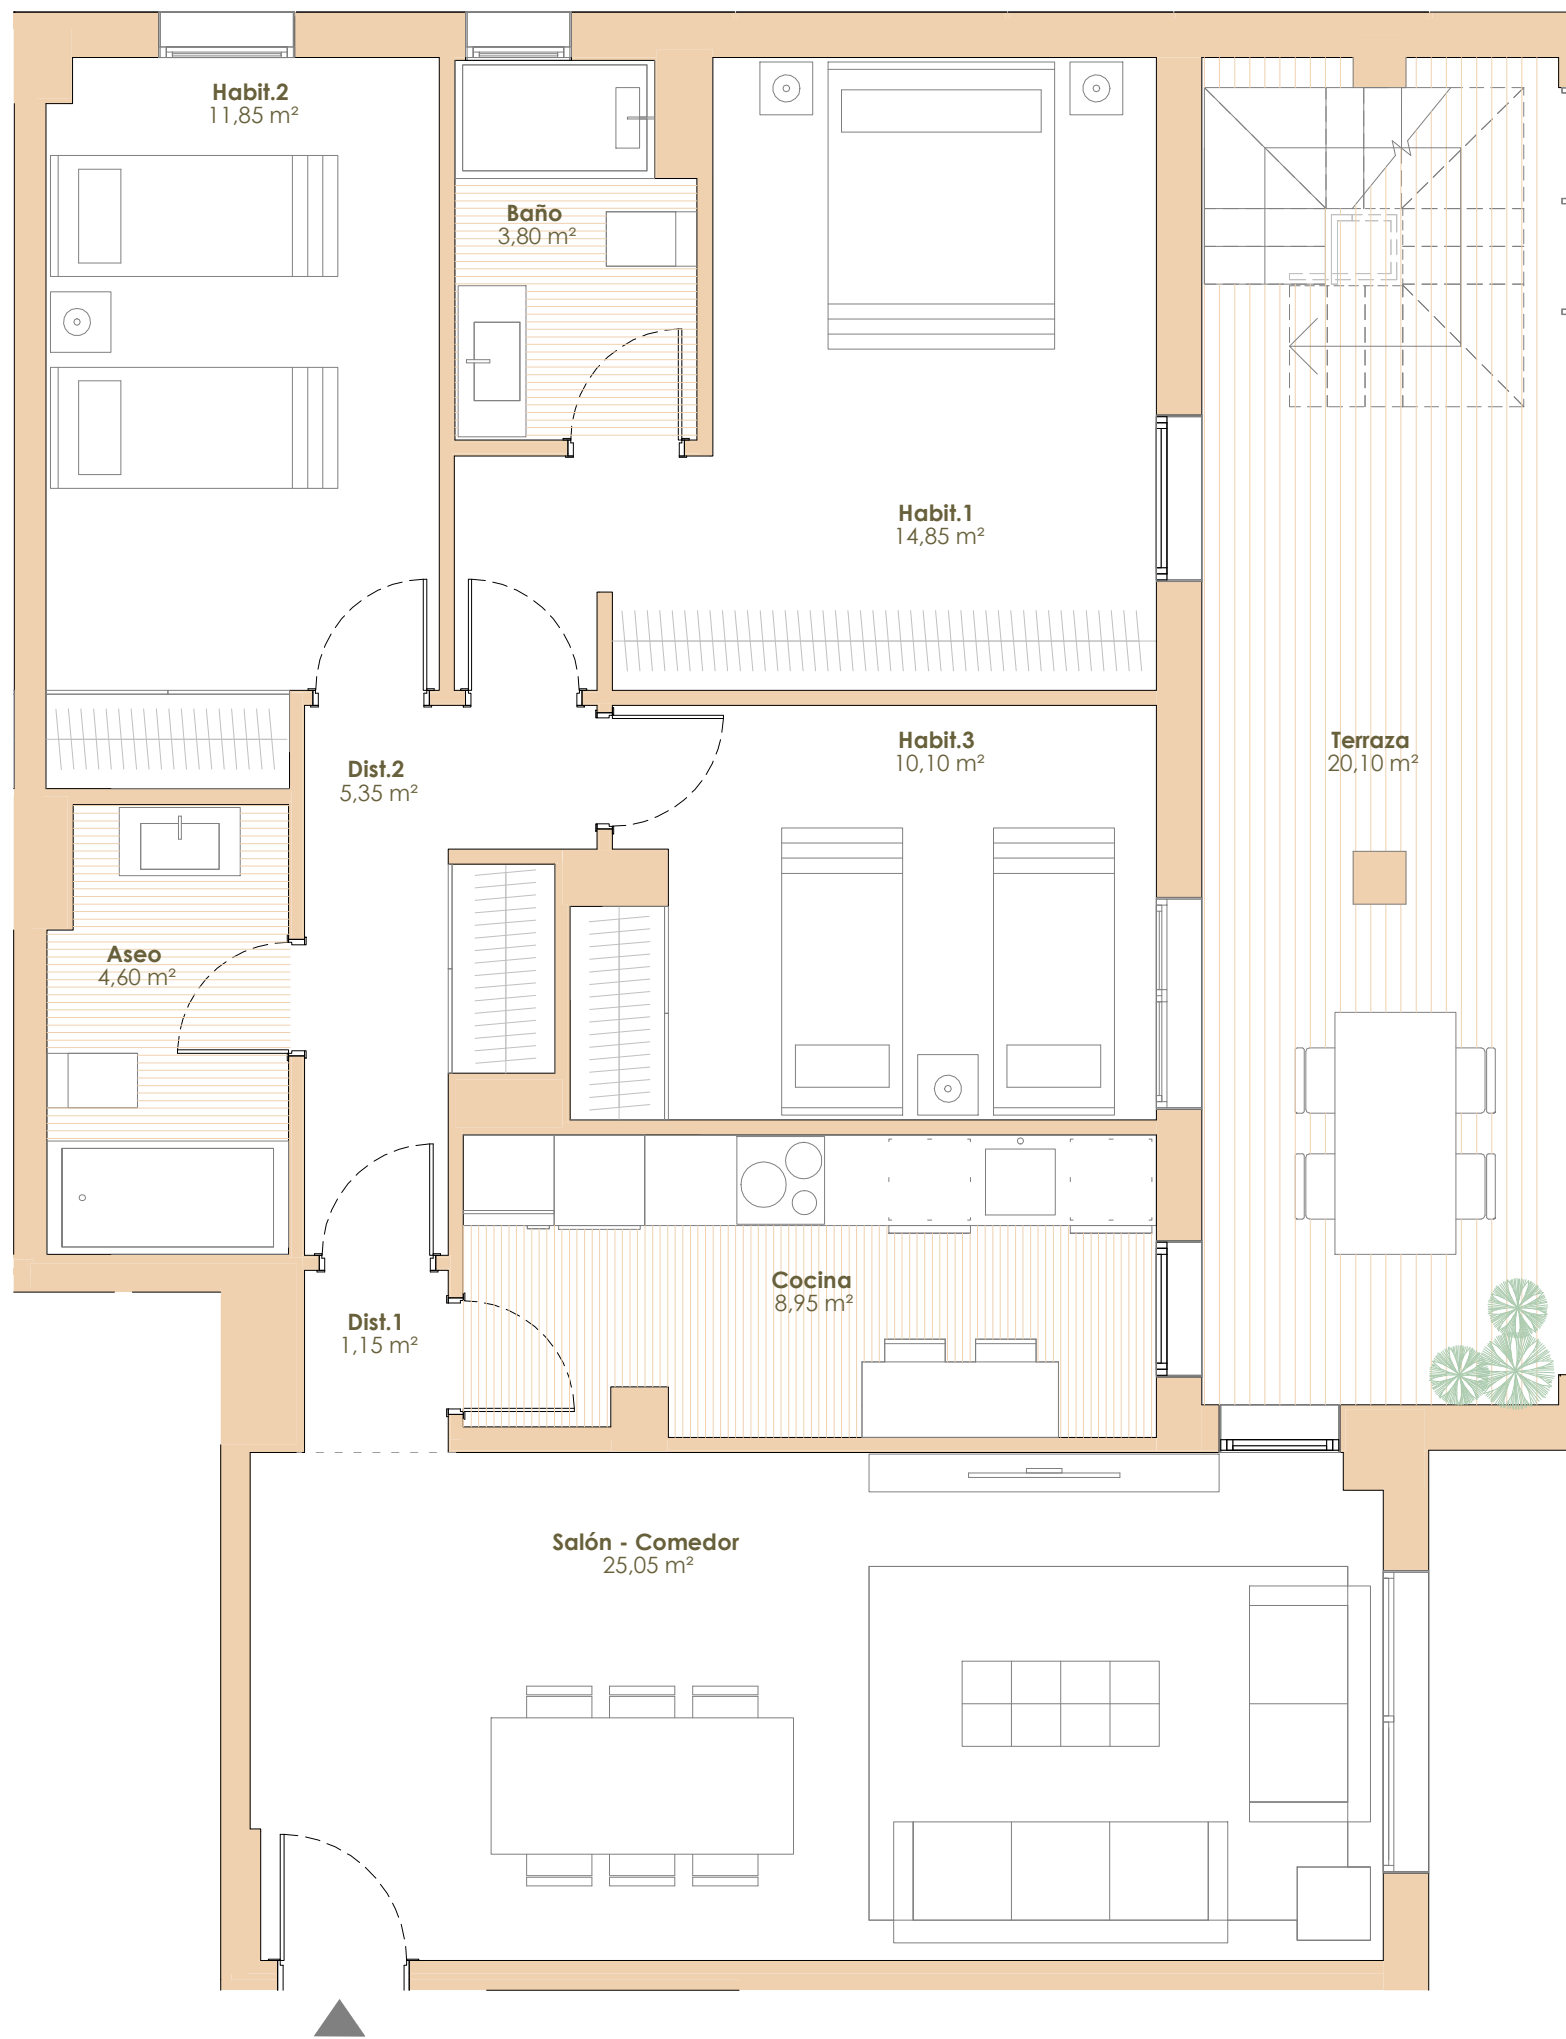 Habit.2
11,85 m²
Baño
3,80 m²
Habit.1
14,85 m²
Dist.2
5,35 m²
Habit.3
10,10 m²
Terraza
20,10 m²
Aseo
4,60 m²
Cocina
8,95 m²
Dist.1
1,15 m²
Salón - Comedor
25,05 m²